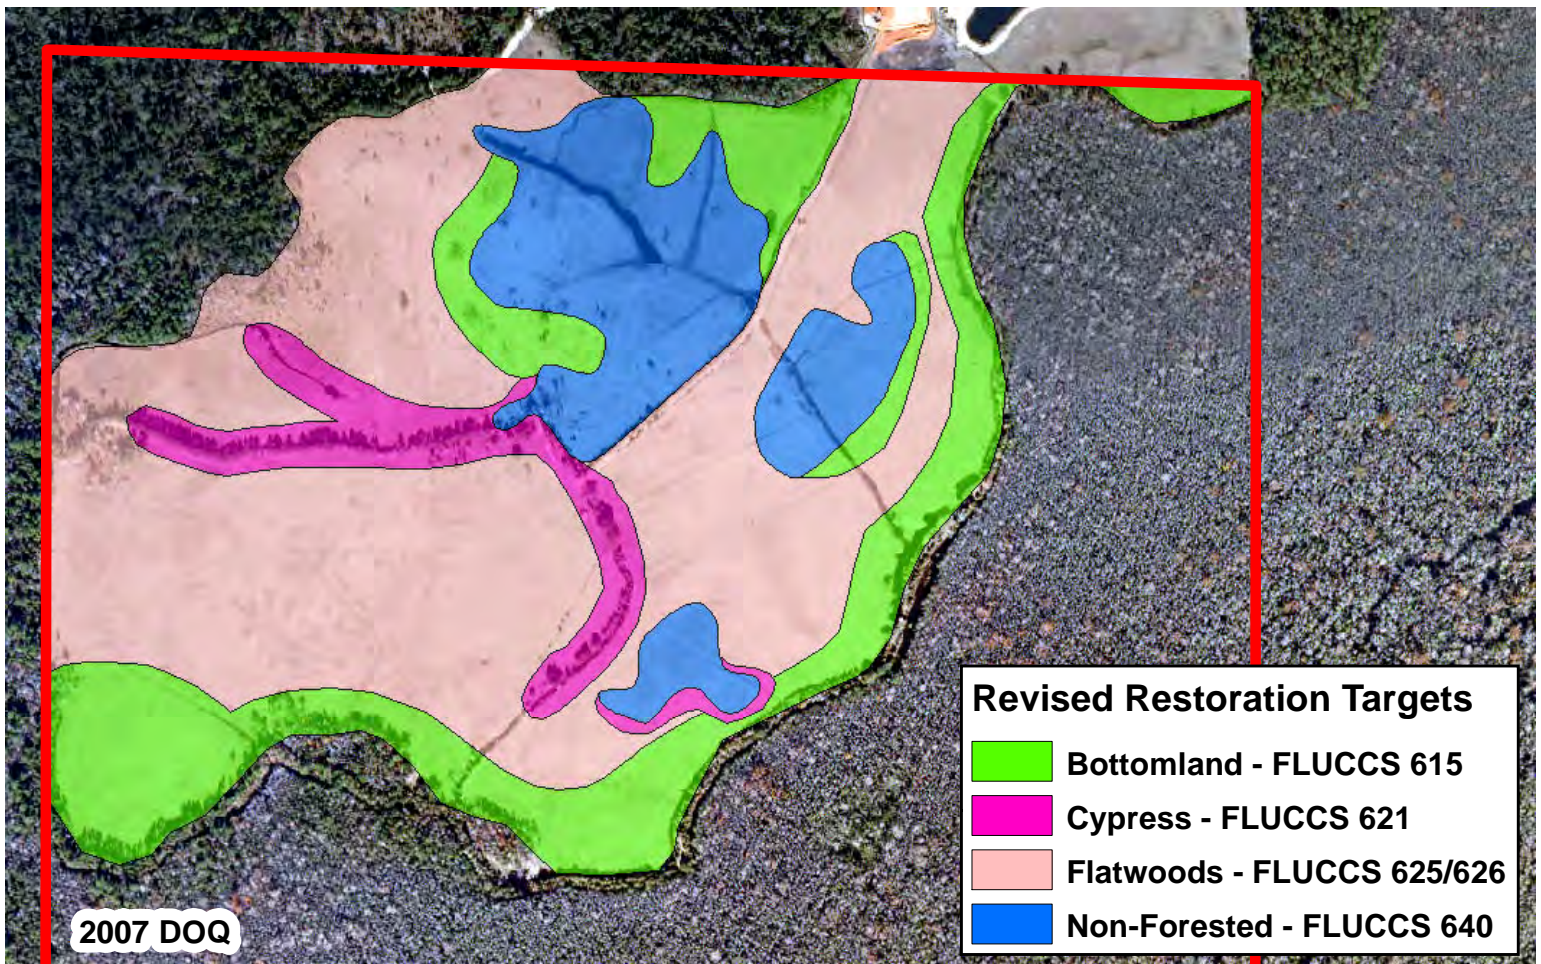 Revised Restoration Targets
Bottomland - FLUCCS 615
Cypress - FLUCCS 621
Flatwoods - FLUCCS 625/626
Non-Forested - FLUCCS 640
2007 DOQ